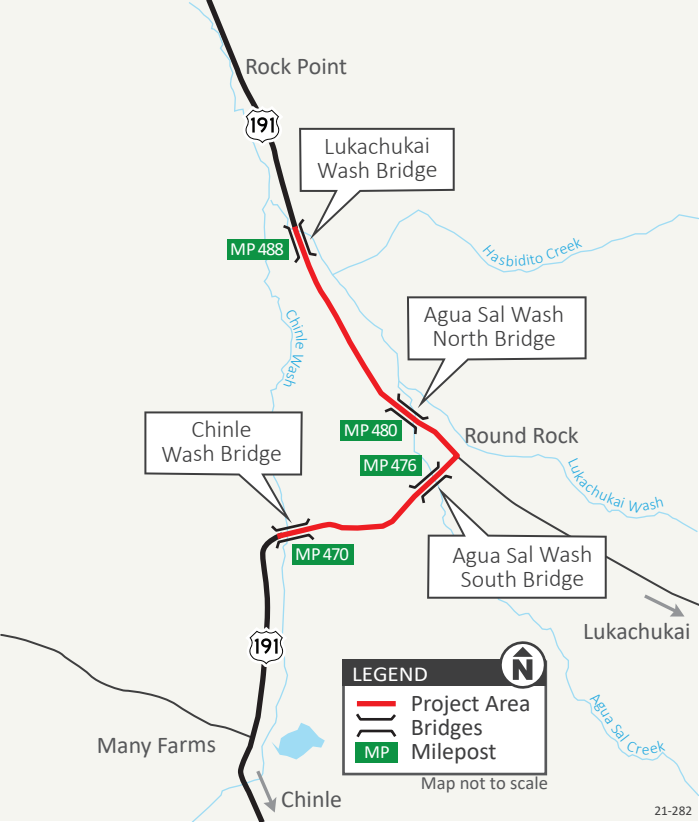 Rock Point
191
Lukachukai
Wash Bridge
MP 488
Hasbidito Creek
Chinle Wash
Agua Sal Wash
North Bridge
MP 480
Round Rock
Chinle
Wash Bridge
MP 476
Lukachukai Wash
MP 470
Agua Sal Wash
South Bridge
Lukachukai
191
LEGEND
N
Project Area
Bridges
MP
Milepost
Map not to scale
Agua Sal Creek
Many Farms
Chinle
21-282